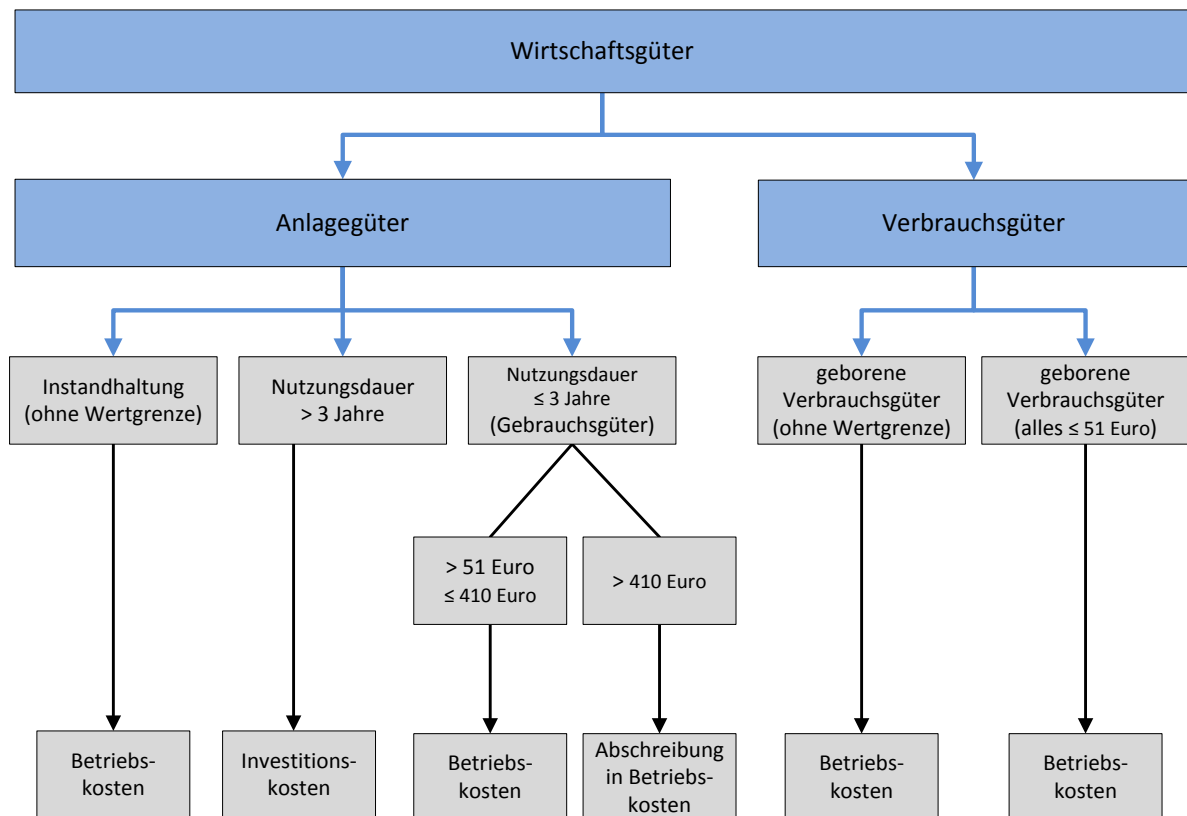 Wirtschaftsgüter
Anlagegüter
Verbrauchsgüter
Instandhaltung
(ohne Wertgrenze)
Nutzungsdauer
> 3 Jahre
Nutzungsdauer
≤ 3 Jahre
(Gebrauchsgüter)
geborene
Verbrauchsgüter
(ohne Wertgrenze)
geborene
Verbrauchsgüter
(alles ≤ 51 Euro)
> 51 Euro
≤ 410 Euro
> 410 Euro
Betriebs-
kosten
Investitions-
kosten
Betriebs-
kosten
Abschreibung
in Betriebs-
kosten
Betriebs-
kosten
Betriebs-
kosten